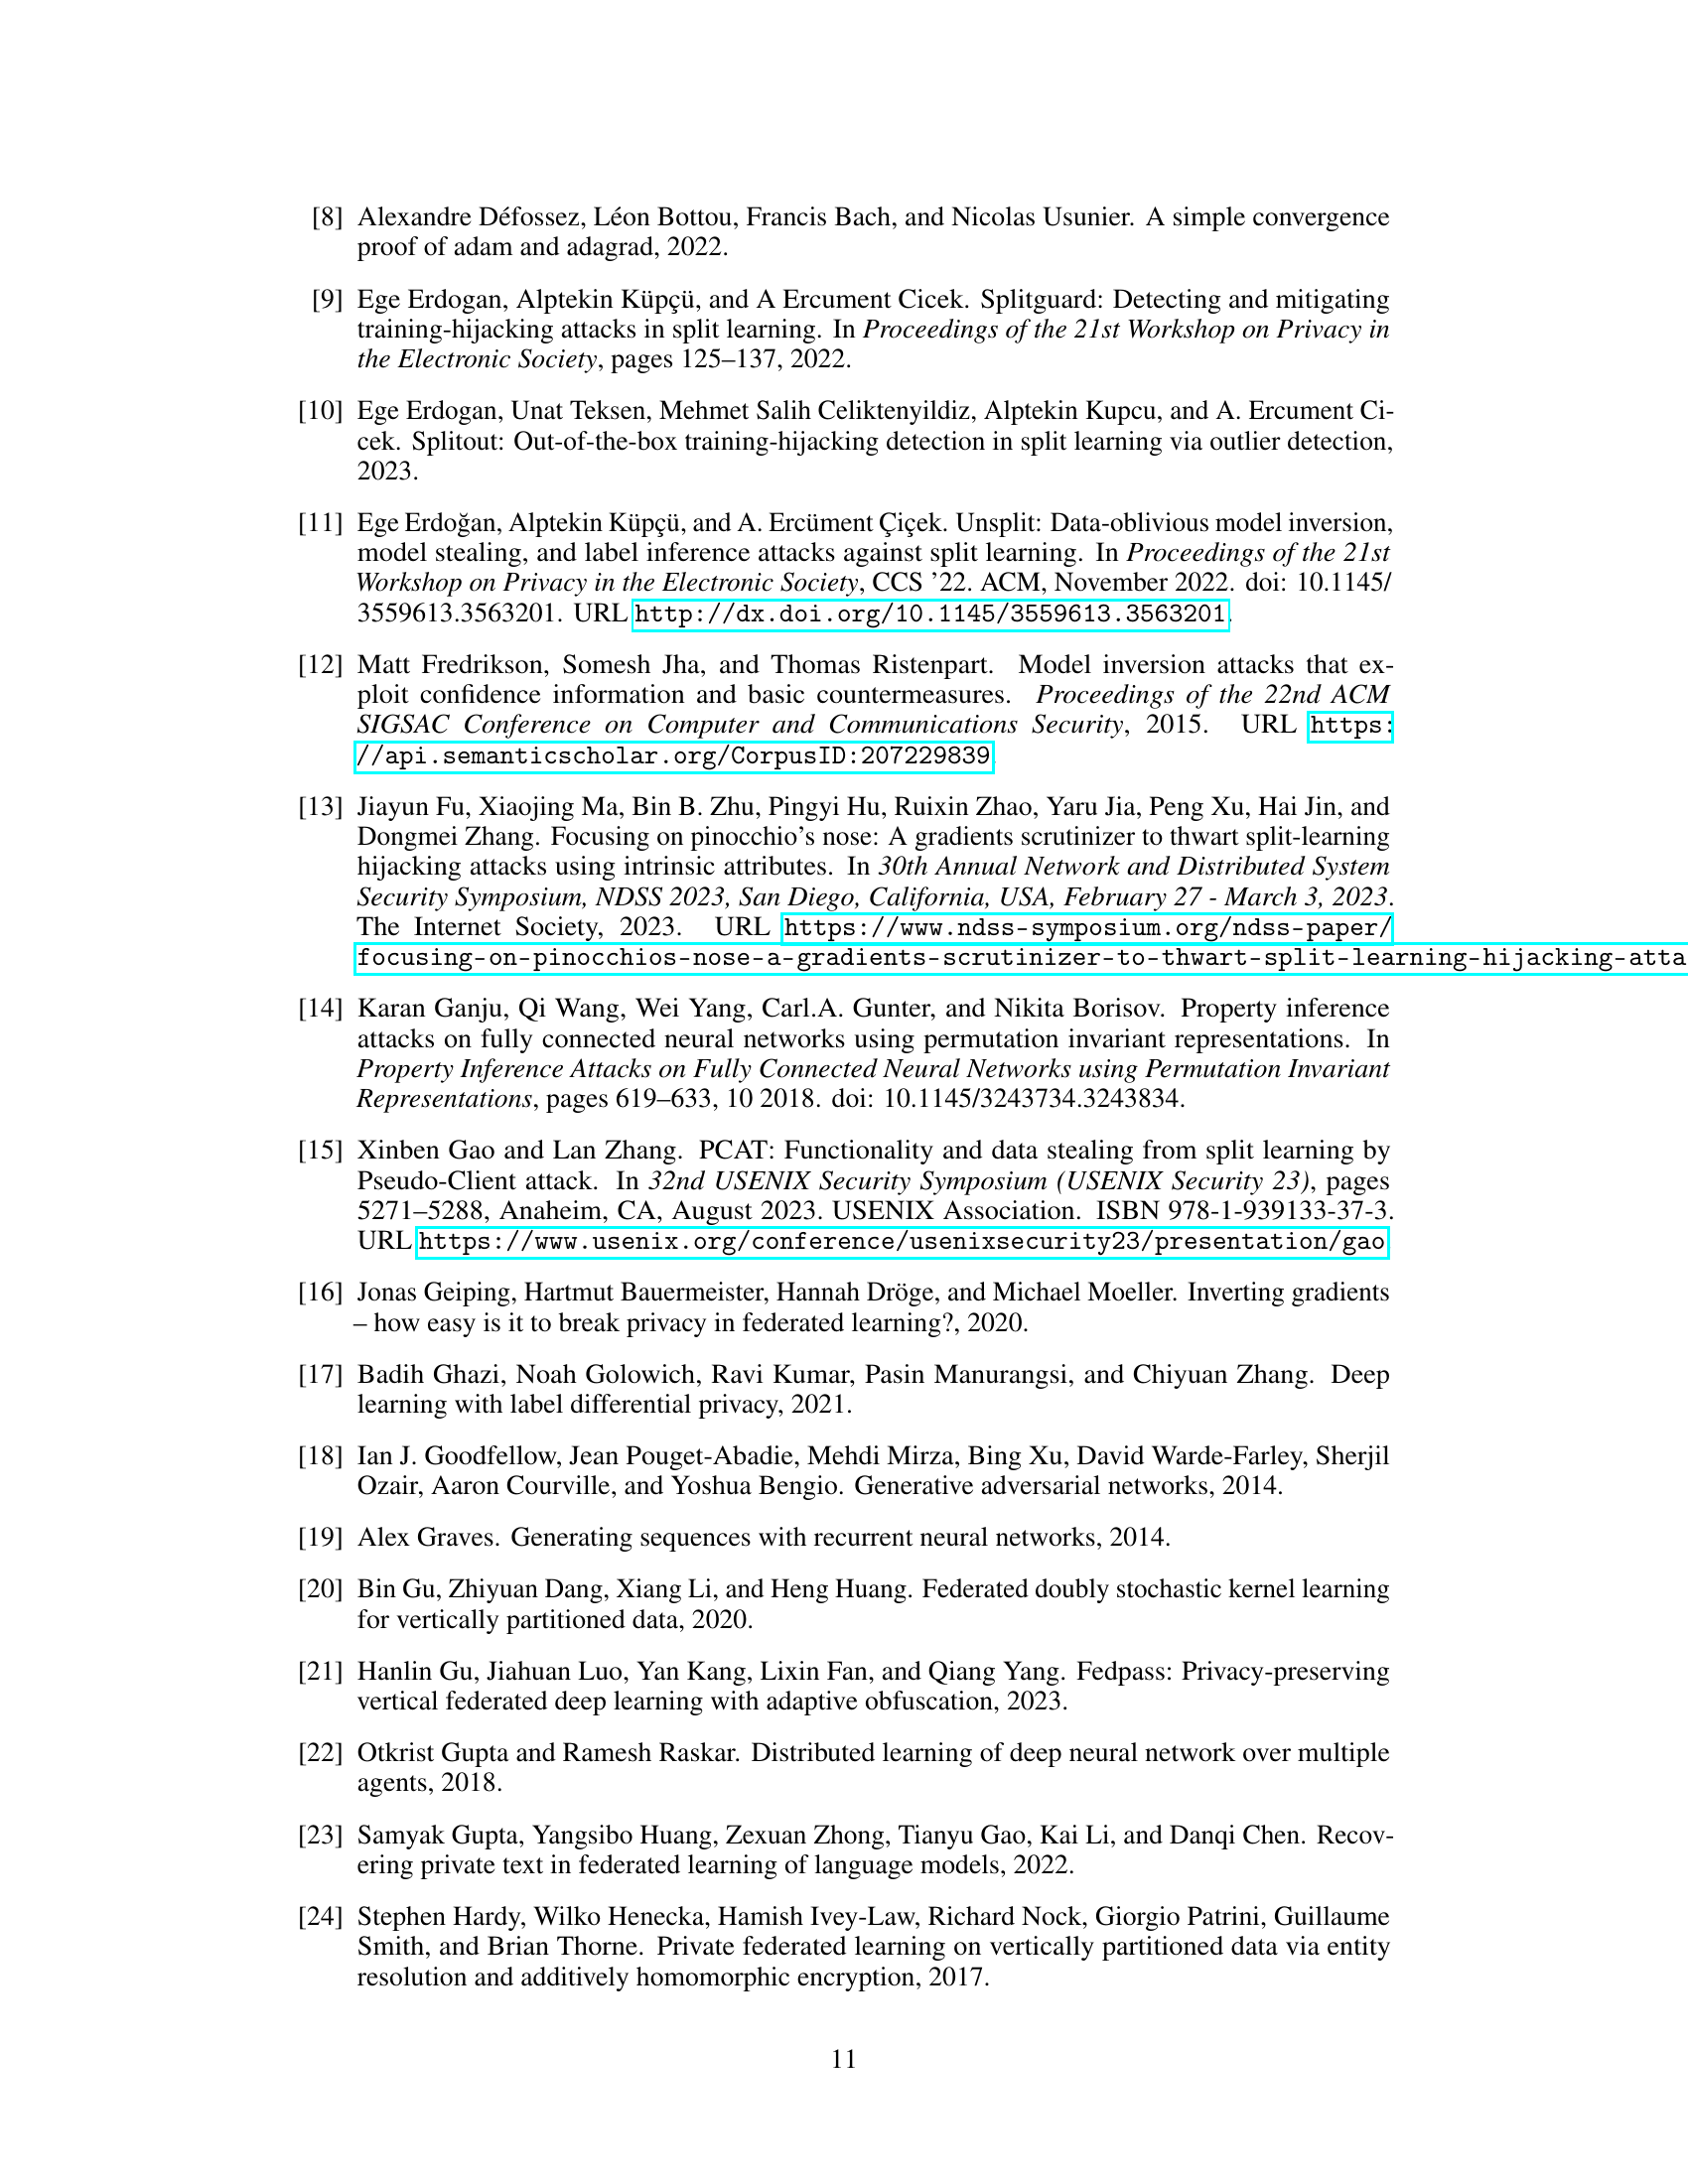 [8] Alexandre Défossez, Léon Bottou, Francis Bach, and Nicolas Usunier. A simple convergence
proof of adam and adagrad, 2022.
[9] Ege Erdogan, Alptekin Küpçü, and A Ercument Cicek. Splitguard: Detecting and mitigating
training-hijacking attacks in split learning. In Proceedings of the 21st Workshop on Privacy in
the Electronic Society, pages 125–137, 2022.
[10] Ege Erdogan, Unat Teksen, Mehmet Salih Celiktenyildiz, Alptekin Kupcu, and A. Ercument Ci-
cek. Splitout: Out-of-the-box training-hijacking detection in split learning via outlier detection,
2023.
[11] Ege Erdoğan, Alptekin Küpçü, and A. Ercüment Çiçek. Unsplit: Data-oblivious model inversion,
model stealing, and label inference attacks against split learning. In Proceedings of the 21st
Workshop on Privacy in the Electronic Society, CCS ’22. ACM, November 2022. doi: 10.1145/
3559613.3563201. URL http://dx.doi.org/10.1145/3559613.3563201.
[12] Matt Fredrikson, Somesh Jha, and Thomas Ristenpart. Model inversion attacks that ex-
ploit confidence information and basic countermeasures. Proceedings of the 22nd ACM
SIGSAC Conference on Computer and Communications Security, 2015. URL https:
//api.semanticscholar.org/CorpusID:207229839.
[13] Jiayun Fu, Xiaojing Ma, Bin B. Zhu, Pingyi Hu, Ruixin Zhao, Yaru Jia, Peng Xu, Hai Jin, and
Dongmei Zhang. Focusing on pinocchio’s nose: A gradients scrutinizer to thwart split-learning
hijacking attacks using intrinsic attributes. In 30th Annual Network and Distributed System
Security Symposium, NDSS 2023, San Diego, California, USA, February 27 - March 3, 2023.
The Internet Society, 2023. URL https://www.ndss-symposium.org/ndss-paper/
focusing-on-pinocchios-nose-a-gradients-scrutinizer-to-thwart-split-learning-hijacking-atta
[14] Karan Ganju, Qi Wang, Wei Yang, Carl.A. Gunter, and Nikita Borisov. Property inference
attacks on fully connected neural networks using permutation invariant representations. In
Property Inference Attacks on Fully Connected Neural Networks using Permutation Invariant
Representations, pages 619–633, 10 2018. doi: 10.1145/3243734.3243834.
[15] Xinben Gao and Lan Zhang. PCAT: Functionality and data stealing from split learning by
Pseudo-Client attack. In 32nd USENIX Security Symposium (USENIX Security 23), pages
5271–5288, Anaheim, CA, August 2023. USENIX Association. ISBN 978-1-939133-37-3.
URL https://www.usenix.org/conference/usenixsecurity23/presentation/gao.
[16] Jonas Geiping, Hartmut Bauermeister, Hannah Dröge, and Michael Moeller. Inverting gradients
– how easy is it to break privacy in federated learning?, 2020.
[17] Badih Ghazi, Noah Golowich, Ravi Kumar, Pasin Manurangsi, and Chiyuan Zhang. Deep
learning with label differential privacy, 2021.
[18] Ian J. Goodfellow, Jean Pouget-Abadie, Mehdi Mirza, Bing Xu, David Warde-Farley, Sherjil
Ozair, Aaron Courville, and Yoshua Bengio. Generative adversarial networks, 2014.
[19] Alex Graves. Generating sequences with recurrent neural networks, 2014.
[20] Bin Gu, Zhiyuan Dang, Xiang Li, and Heng Huang. Federated doubly stochastic kernel learning
for vertically partitioned data, 2020.
[21] Hanlin Gu, Jiahuan Luo, Yan Kang, Lixin Fan, and Qiang Yang. Fedpass: Privacy-preserving
vertical federated deep learning with adaptive obfuscation, 2023.
[22] Otkrist Gupta and Ramesh Raskar. Distributed learning of deep neural network over multiple
agents, 2018.
[23] Samyak Gupta, Yangsibo Huang, Zexuan Zhong, Tianyu Gao, Kai Li, and Danqi Chen. Recov-
ering private text in federated learning of language models, 2022.
[24] Stephen Hardy, Wilko Henecka, Hamish Ivey-Law, Richard Nock, Giorgio Patrini, Guillaume
Smith, and Brian Thorne. Private federated learning on vertically partitioned data via entity
resolution and additively homomorphic encryption, 2017.
11